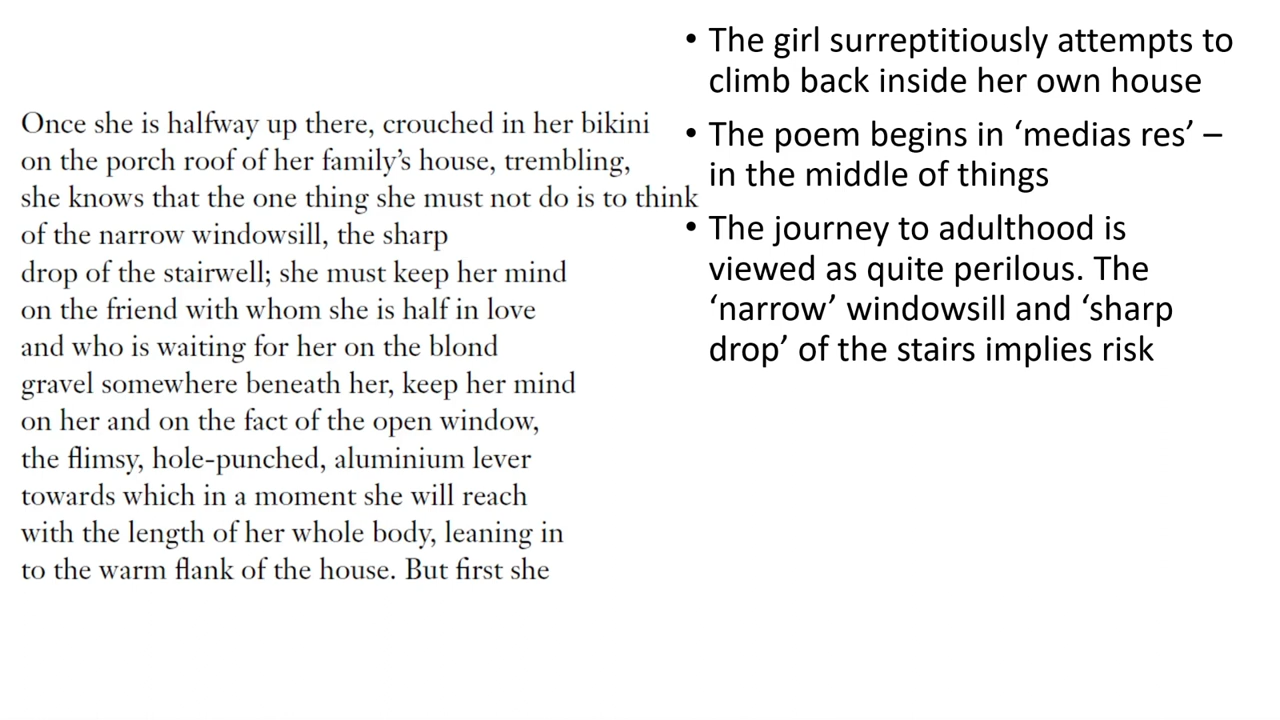 Once she is halfway up there, crouched in her bikini
on the porch roof of her family’s house, trembling,
she knows that the one thing she must not do is to think
of the narrow windowsill, the sharp
drop of the stairwell; she must keep her mind
on the friend with whom she is half in love
and who is waiting for her on the blond
gravel somewhere beneath her, keep her mind
on her and on the fact of the open window,
the flimsy, hole-punched, aluminium lever
towards which in a moment she will reach
with the length of her whole body, leaning in
to the warm flank of the house. But first she
• The girl surreptitiously attempts to
climb back inside her own house
• The poem begins in ‘medias res’ –
in the middle of things
• The journey to adulthood is
viewed as quite perilous. The
‘narrow’ windowsill and ‘sharp
drop’ of the stairs implies risk